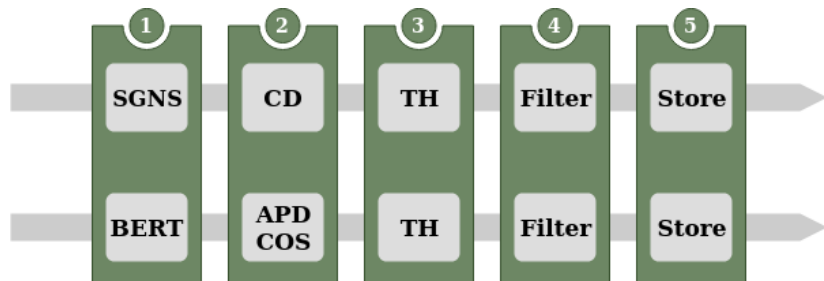 1 2 3 4 5
SGNS CD TH Filter Store
BERT APD COS TH Filter Store